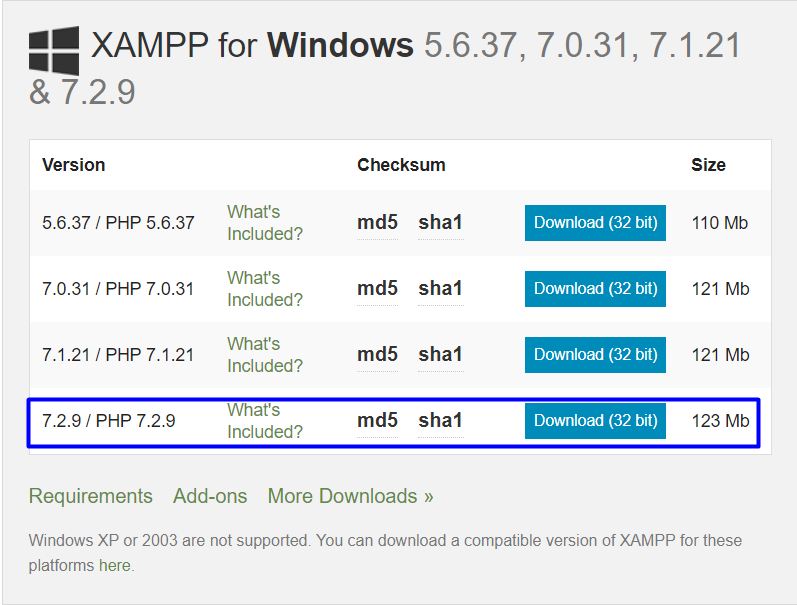 XAMPP for Windows 5.6.37, 7.0.31, 7.1.21
& 7.2.9
Version Checksum Size
5.6.37 / PHP 5.6.37 What's Included? md5 sha1 Download (32 bit) 110 Mb
7.0.31 / PHP 7.0.31 What's Included? md5 sha1 Download (32 bit) 121 Mb
7.1.21 / PHP 7.1.21 What's Included? md5 sha1 Download (32 bit) 121 Mb
7.2.9 / PHP 7.2.9 What's Included? md5 sha1 Download (32 bit) 123 Mb
Requirements Add-ons More Downloads »
Windows XP or 2003 are not supported. You can download a compatible version of XAMPP for these
platforms here.